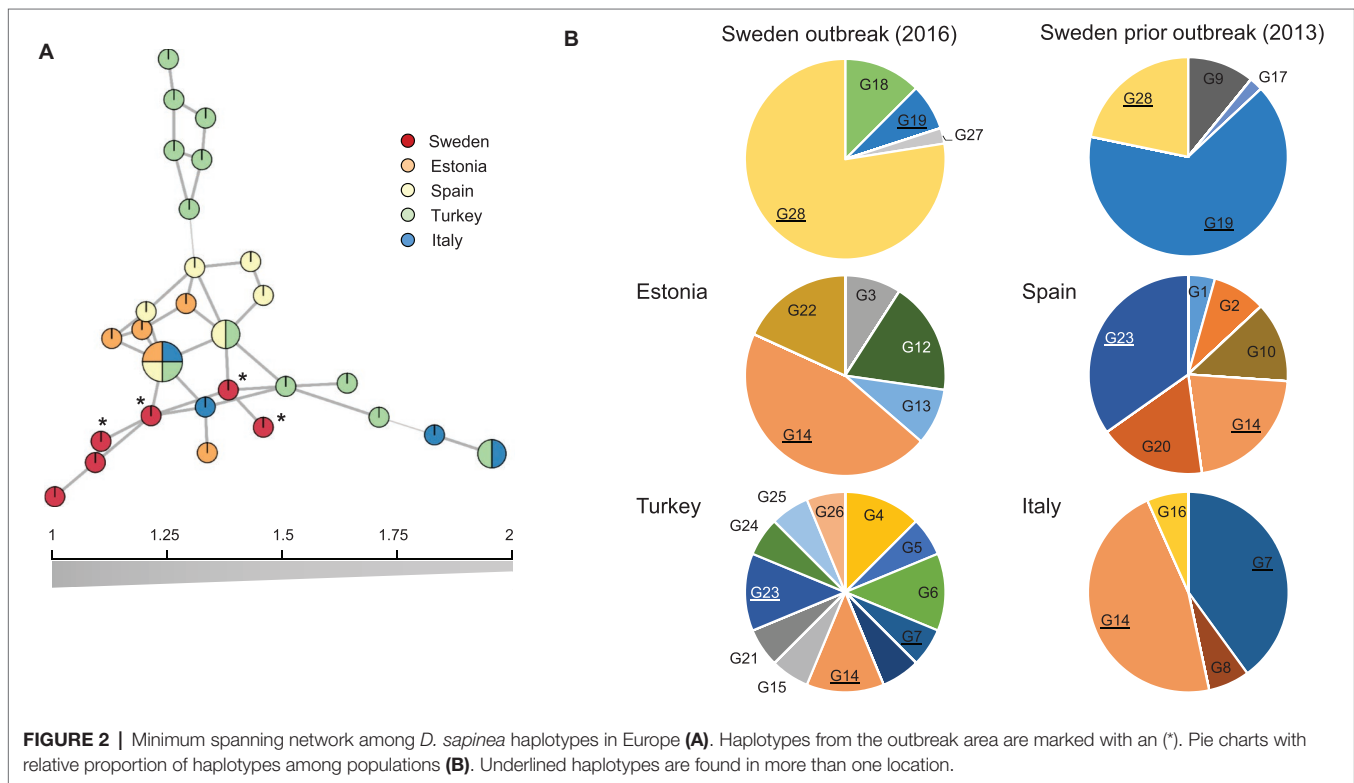 A
Sweden
Estonia
Spain
Turkey
Italy
*
*
*
*
1 1.25 1.5 1.75 2
B
Sweden outbreak (2016)
G18
G19
G27
G28
Sweden prior outbreak (2013)
G9
G17
G28
G19
Estonia
G3
G22
G12
G13
G14
Spain
G1
G2
G23
G10
G14
G20
Turkey
G25
G26
G4
G24
G5
G23
G6
G7
G21
G14
G15
Italy
G16
G7
G14
G8
FIGURE 2 | Minimum spanning network among D. sapinea haplotypes in Europe (A). Haplotypes from the outbreak area are marked with an (*). Pie charts with
relative proportion of haplotypes among populations (B). Underlined haplotypes are found in more than one location.